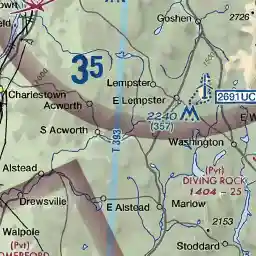 Goshen
2726
35
Lempster
Charlestown
Acworth
E Lempster
2691UC
2240
(357)
S Acworth
T 393
Washington
Alstead
(Pvt)
DIVING ROCK
1404 - 25
Drewsville
E Alstead
Marlow
Walpole
2153
(Pvt)
Stoddard